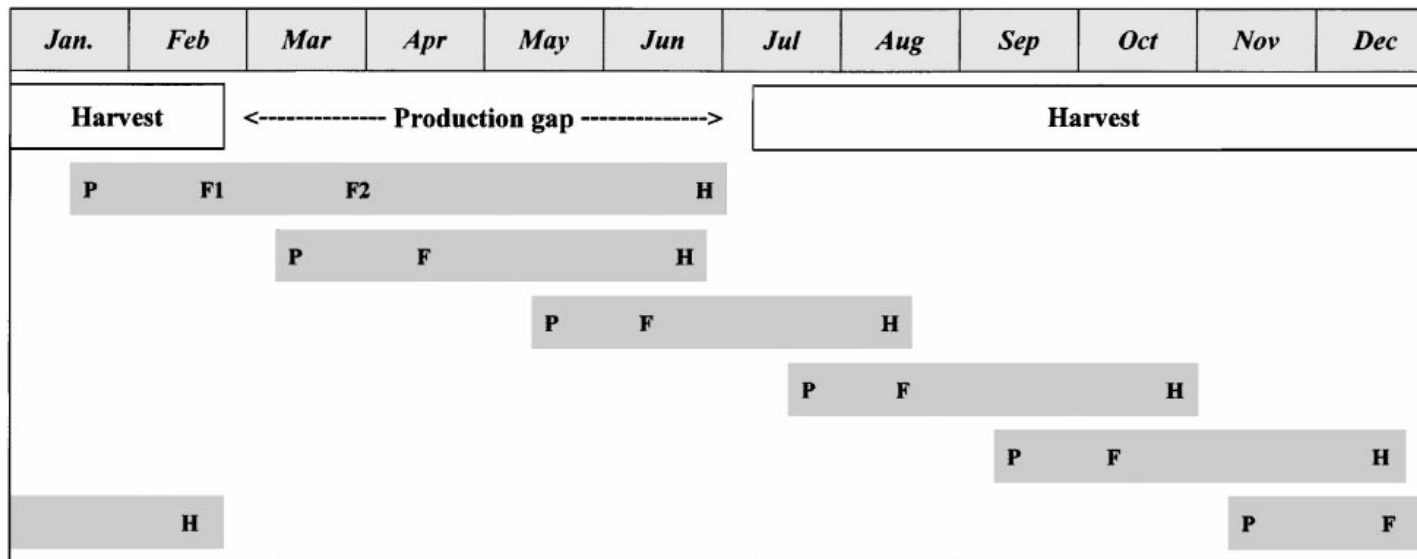 Jan. Feb Mar Apr May Jun Jul Aug Sep Oct Nov Dec
Harvest <-------------- Production gap -------------> Harvest
P F1 F2 H
P F H
P F H
P F H
P F H
H P F